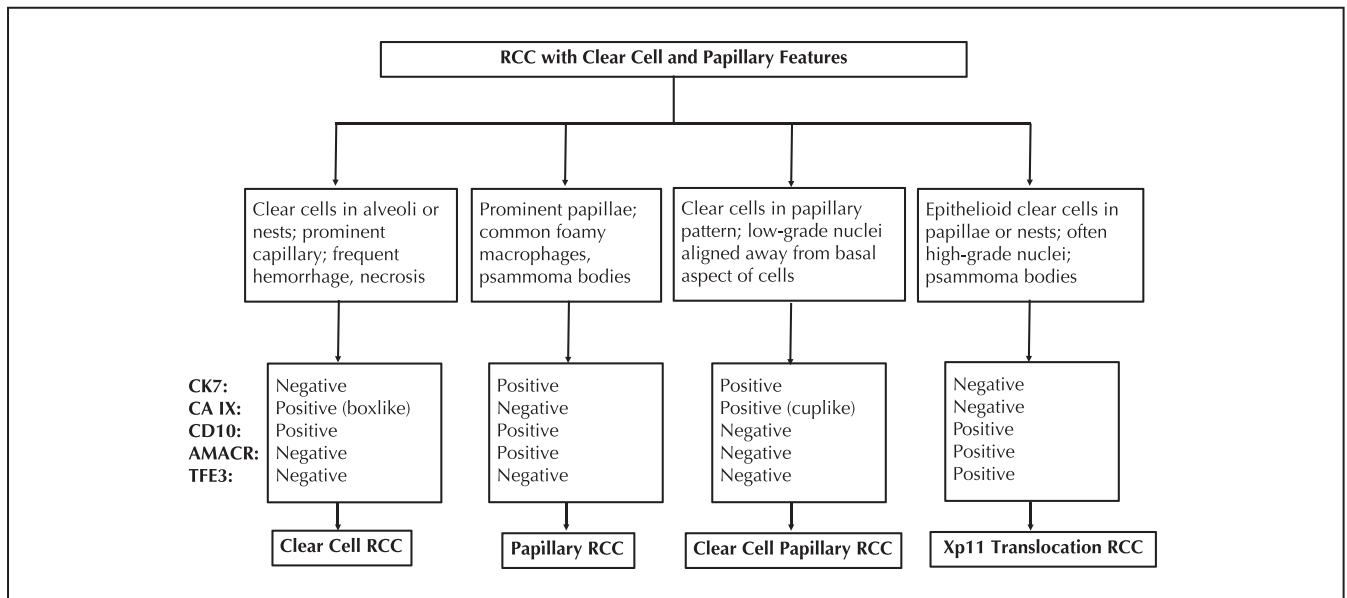 RCC with Clear Cell and Papillary Features
Clear cells in alveoli or
nests; prominent
capillary; frequent
hemorrhage, necrosis
Prominent papillae;
common foamy
macrophages,
psammoma bodies
Clear cells in papillary
pattern; low-grade nuclei
aligned away from basal
aspect of cells
Epithelioid clear cells in
papillae or nests; often
high-grade nuclei;
psammoma bodies
CK7: Negative Positive Positive Negative
CA IX: Positive (boxlike) Negative Positive (cuplike) Negative
CD10: Positive Positive Negative Positive
AMACR: Negative Positive Negative Positive
TFE3: Negative Negative Negative Positive
Clear Cell RCC
Papillary RCC
Clear Cell Papillary RCC
Xp11 Translocation RCC